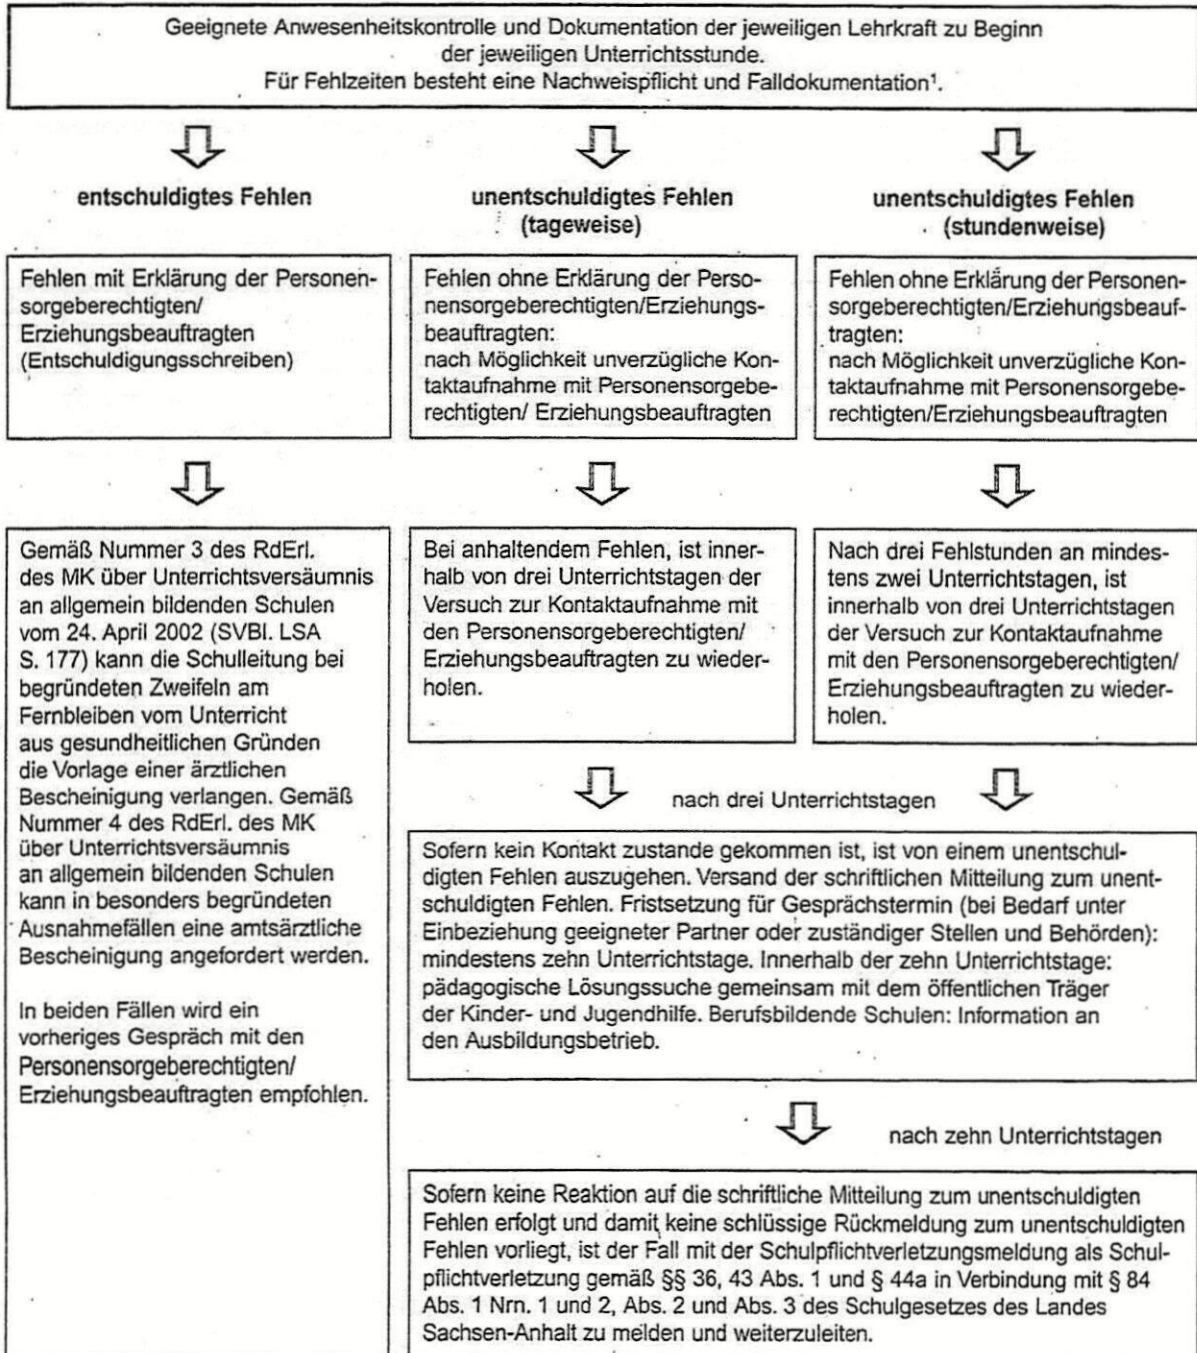 Geeignete Anwesenheitskontrolle und Dokumentation der jeweiligen Lehrkraft zu Beginn
der jeweiligen Unterrichtsstunde.
Für Fehlzeiten besteht eine Nachweispflicht und Falldokumentation¹.
entschuldigtes Fehlen
Fehlen mit Erklärung der Personen-
sorgeberechtigten/
Erziehungsbeauftragten
(Entschuldigungsschreiben)
Gemäß Nummer 3 des RdErl.
des MK über Unterrichtsversäumnis
an allgemein bildenden Schulen
vom 24. April 2002 (SVBl. LSA
S. 177) kann die Schulleitung bei
begründeten Zweifeln am
Fernbleiben vom Unterricht
aus gesundheitlichen Gründen
die Vorlage einer ärztlichen
Bescheinigung verlangen. Gemäß
Nummer 4 des RdErl. des MK
über Unterrichtsversäumnis
an allgemein bildenden Schulen
kann in besonders begründeten
Ausnahmefällen eine amtsärztliche
Bescheinigung angefordert werden.
In beiden Fällen wird ein
vorheriges Gespräch mit den
Personensorgeberechtigten/
Erziehungsbeauftragten empfohlen.
unentschuldigtes Fehlen
(tageweise)
Fehlen ohne Erklärung der Perso-
nensorgeberechtigten/Erziehungs-
beauftragten:
nach Möglichkeit unverzügliche Kon-
taktaufnahme mit Personensorgebe-
rechtigten/ Erziehungsbeauftragten
Bei anhaltendem Fehlen, ist inner-
halb von drei Unterrichtstagen der
Versuch zur Kontaktaufnahme mit
den Personensorgeberechtigten/
Erziehungsbeauftragten zu wieder-
holen.
unentschuldigtes Fehlen
(stundenweise)
Fehlen ohne Erklärung der Personen-
sorgeberechtigten/Erziehungsbeauf-
tragten:
nach Möglichkeit unverzügliche Kon-
taktaufnahme mit Personensorgebe-
rechtigten/Erziehungsbeauftragten
Nach drei Fehlstunden an mindes-
tens zwei Unterrichtstagen, ist
innerhalb von drei Unterrichtstagen
der Versuch zur Kontaktaufnahme
mit den Personensorgeberechtigten/
Erziehungsbeauftragten zu wieder-
holen.
nach drei Unterrichtstagen
Sofern kein Kontakt zustande gekommen ist, ist von einem unentschul-
digten Fehlen auszugehen. Versand der schriftlichen Mitteilung zum unent-
schuldigten Fehlen. Fristsetzung für Gesprächstermin (bei Bedarf unter
Einbeziehung geeigneter Partner oder zuständiger Stellen und Behörden):
mindestens zehn Unterrichtstage. Innerhalb der zehn Unterrichtstage:
pädagogische Lösungssuche gemeinsam mit dem öffentlichen Träger
der Kinder- und Jugendhilfe. Berufsbildende Schulen: Information an
den Ausbildungsbetrieb.
nach zehn Unterrichtstagen
Sofern keine Reaktion auf die schriftliche Mitteilung zum unentschuldigten
Fehlen erfolgt und damit keine schlüssige Rückmeldung zum unentschuldigten
Fehlen vorliegt, ist der Fall mit der Schulpflichtverletzungsmeldung als Schul-
pflichtverletzung gemäß §§ 36, 43 Abs. 1 und § 44a in Verbindung mit § 84
Abs. 1 Nrn. 1 und 2, Abs. 2 und Abs. 3 des Schulgesetzes des Landes
Sachsen-Anhalt zu melden und weiterzuleiten.